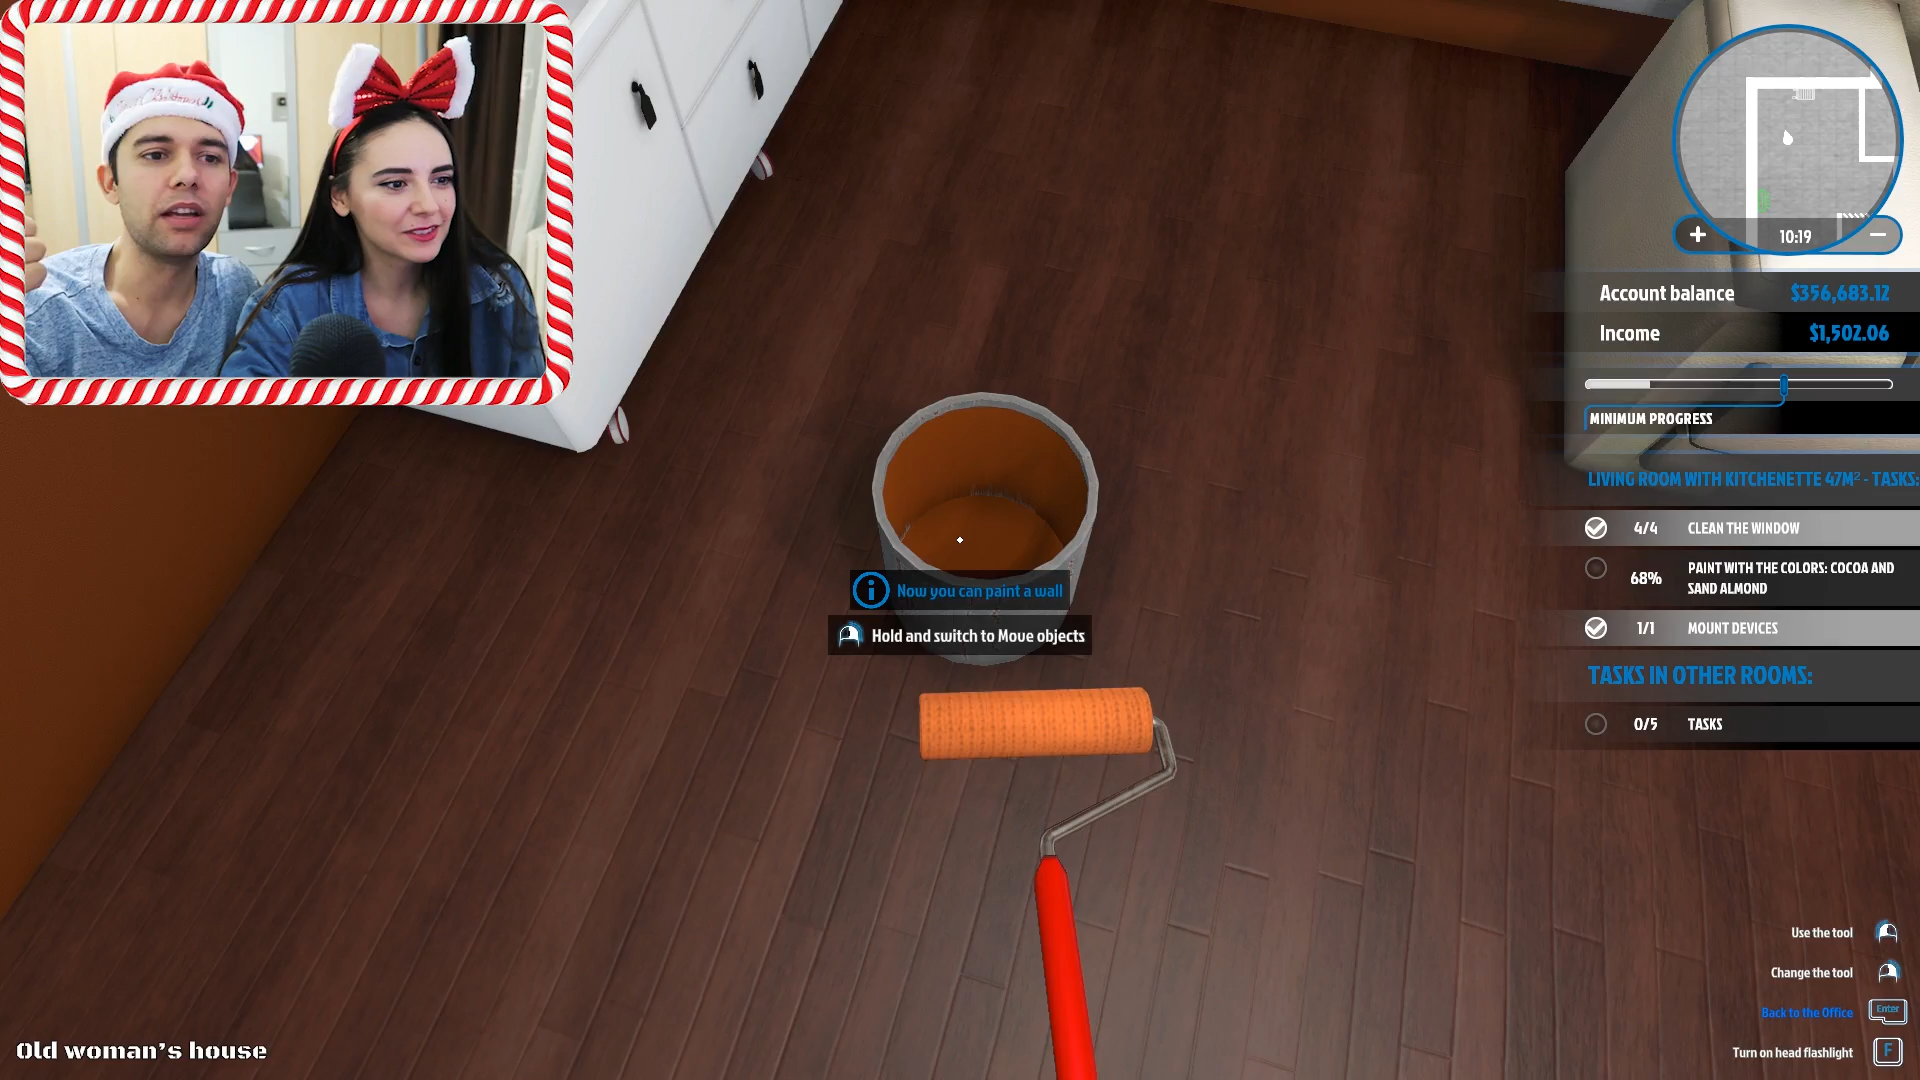 10:19
Account balance $356,683.12
Income $1,502.06
MINIMUM PROGRESS
LIVING ROOM WITH KITCHENETTE 47M² - TASKS:
4/4 CLEAN THE WINDOW
68% PAINT WITH THE COLORS: COCOA AND
SAND ALMOND
1/1 MOUNT DEVICES
TASKS IN OTHER ROOMS:
0/5 TASKS
Now you can paint a wall
Hold and switch to Move objects
Use the tool
Change the tool
Back to the Office Enter
Turn on head flashlight F
Old woman's house